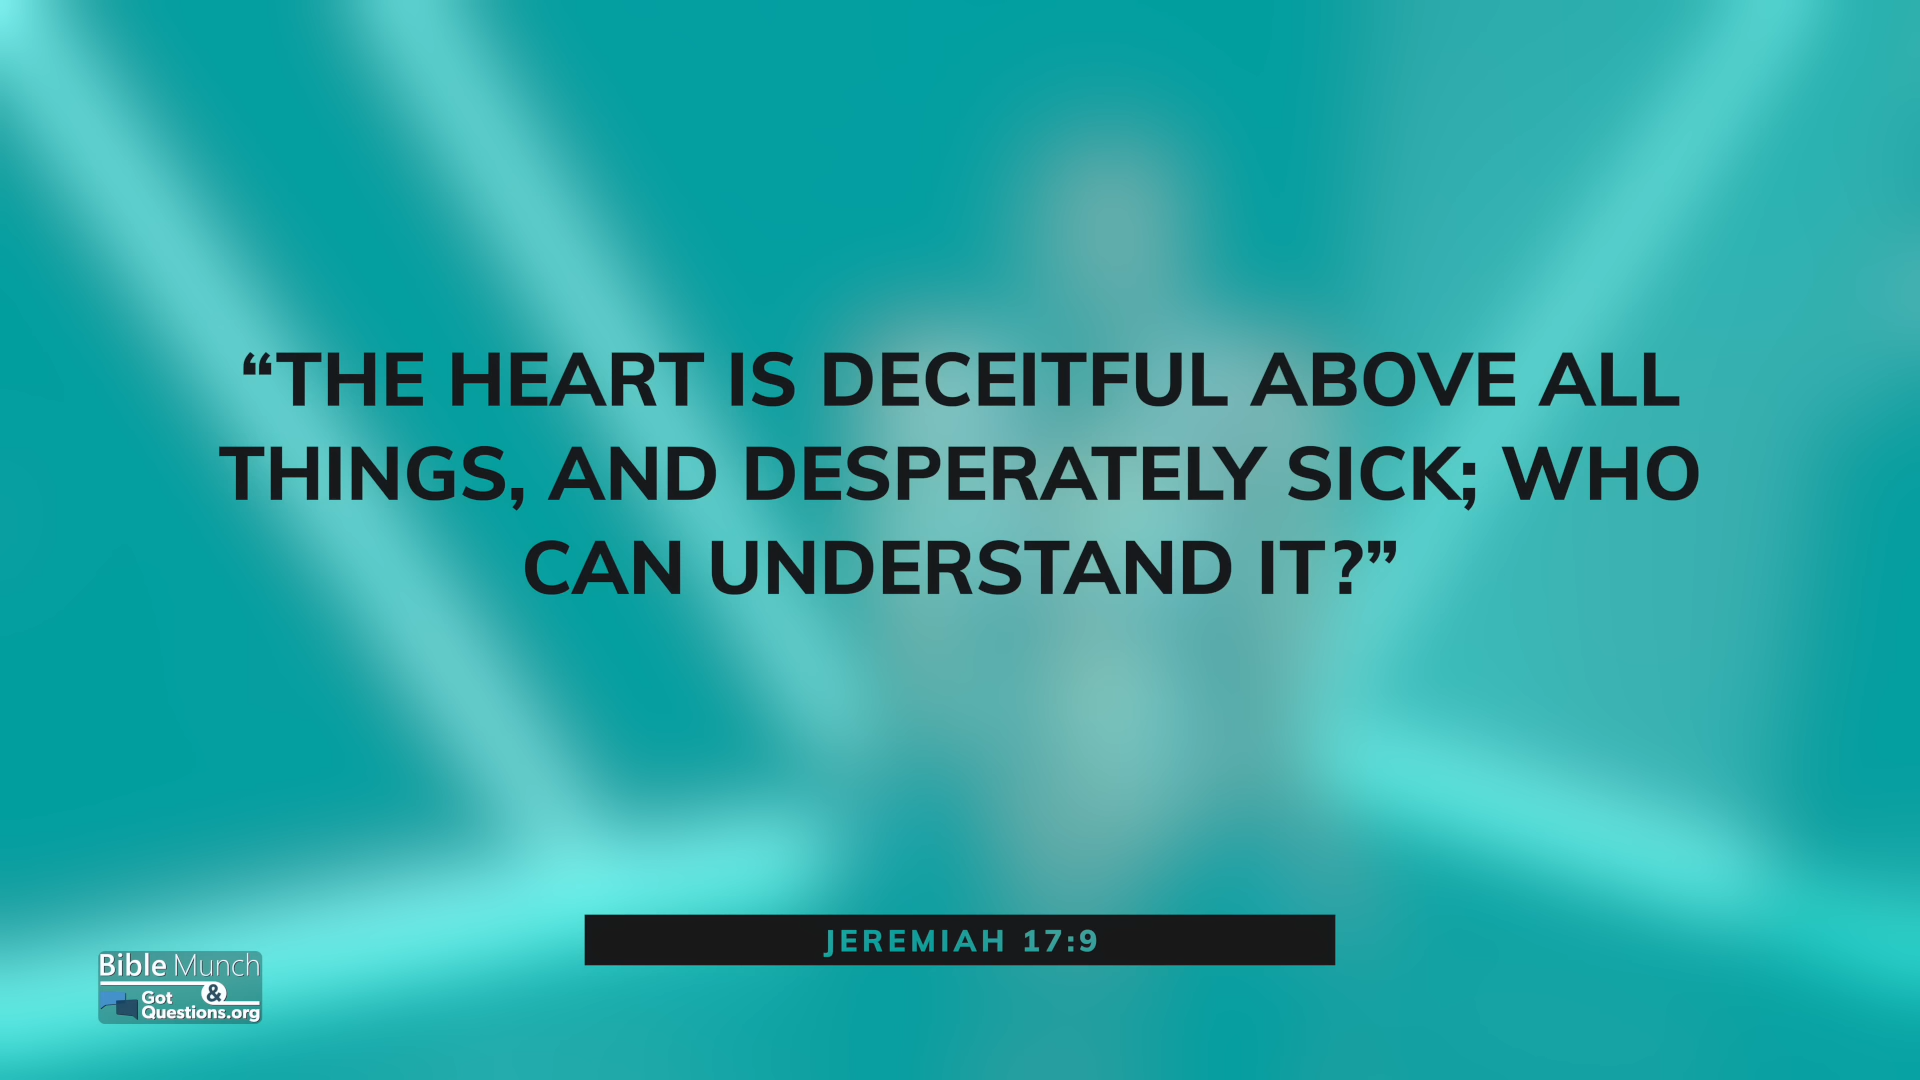 “THE HEART IS DECEITFUL ABOVE ALL
THINGS, AND DESPERATELY SICK; WHO
CAN UNDERSTAND IT?”
JEREMIAH 17:9
Bible Munch
&
Got
Questions.org